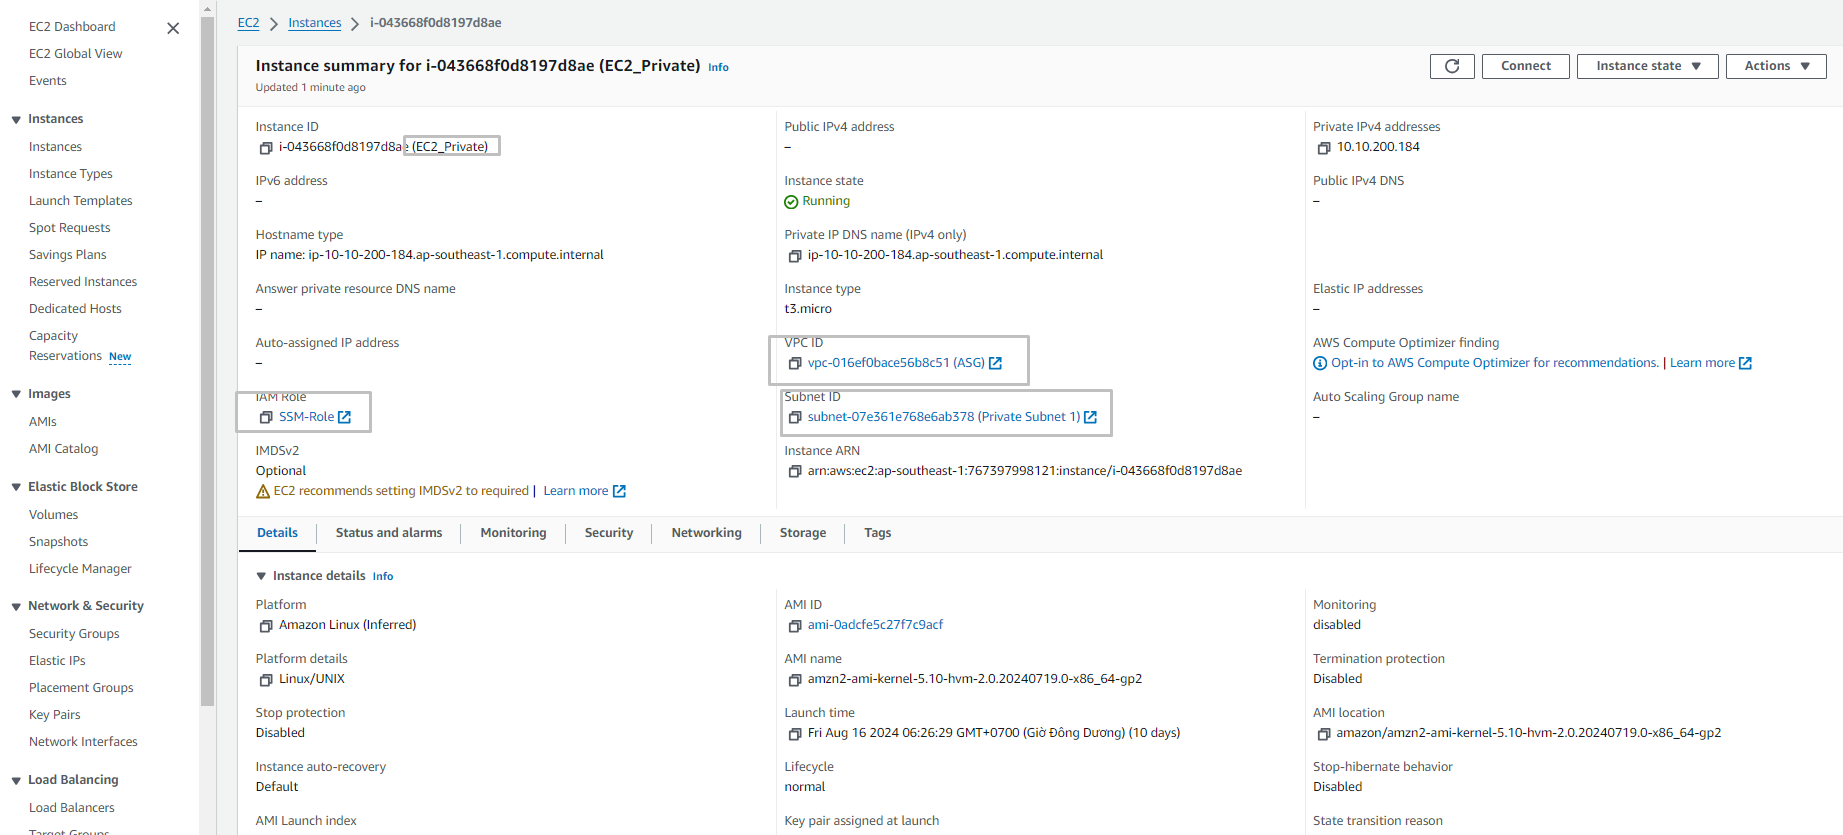 EC2 Dashboard
EC2 Global View
Events
Instances
Instances
Instance Types
Launch Templates
Spot Requests
Savings Plans
Reserved Instances
Dedicated Hosts
Capacity
Reservations New
Images
AMIs
AMI Catalog
Elastic Block Store
Volumes
Snapshots
Lifecycle Manager
Network & Security
Security Groups
Elastic IPs
Placement Groups
Key Pairs
Network Interfaces
Load Balancing
Load Balancers
Target Groups
EC2 Instances i-043668f0d8197d8ae
Instance summary for i-043668f0d8197d8ae (EC2_Private) Info
Updated 1 minute ago
Connect
Instance state
Actions
Instance ID
i-043668f0d8197d8ae (EC2_Private)
Public IPv4 address
–
Private IPv4 addresses
10.10.200.184
IPv6 address
–
Instance state
Running
Public IPv4 DNS
–
Hostname type
IP name: ip-10-10-200-184.ap-southeast-1.compute.internal
Private IP DNS name (IPv4 only)
ip-10-10-200-184.ap-southeast-1.compute.internal
Answer private resource DNS name
–
Instance type
t3.micro
Elastic IP addresses
–
Auto-assigned IP address
–
VPC ID
vpc-016ef0bace56b8c51 (ASG)
AWS Compute Optimizer finding
Opt-in to AWS Compute Optimizer for recommendations. | Learn more
IAM Role
SSM-Role
Subnet ID
subnet-07e361e768e6ab378 (Private Subnet 1)
Auto Scaling Group name
–
IMDSv2
Optional
EC2 recommends setting IMDSv2 to required | Learn more
Instance ARN
arn:aws:ec2:ap-southeast-1:767397998121:instance/i-043668f0d8197d8ae
Details Status and alarms Monitoring Security Networking Storage Tags
Instance details Info
Platform
Amazon Linux (Inferred)
AMI ID
ami-0adcfe5c27f7c9acf
Monitoring
disabled
Platform details
Linux/UNIX
AMI name
amzn2-ami-kernel-5.10-hvm-2.0.20240719.0-x86_64-gp2
Termination protection
Disabled
Stop protection
Disabled
Launch time
Fri Aug 16 2024 06:26:29 GMT+0700 (Giờ Đông Dương) (10 days)
AMI location
amazon/amzn2-ami-kernel-5.10-hvm-2.0.20240719.0-x86_64-gp2
Instance auto-recovery
Default
Lifecycle
normal
Stop-hibernate behavior
Disabled
AMI Launch index
Key pair assigned at launch
State transition reason